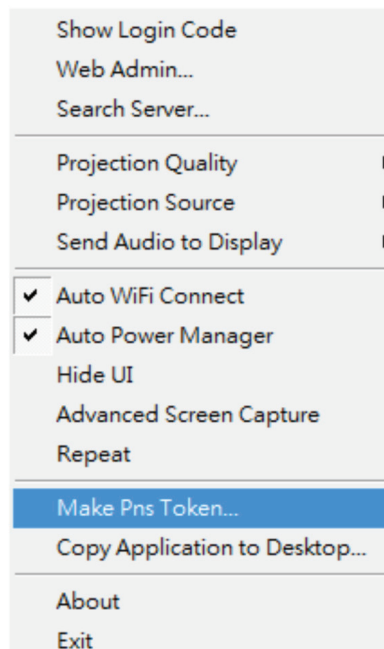 Show Login Code
Web Admin...
Search Server...
Projection Quality
Projection Source
Send Audio to Display
Auto WiFi Connect
Auto Power Manager
Hide UI
Advanced Screen Capture
Repeat
Make Pns Token...
Copy Application to Desktop...
About
Exit